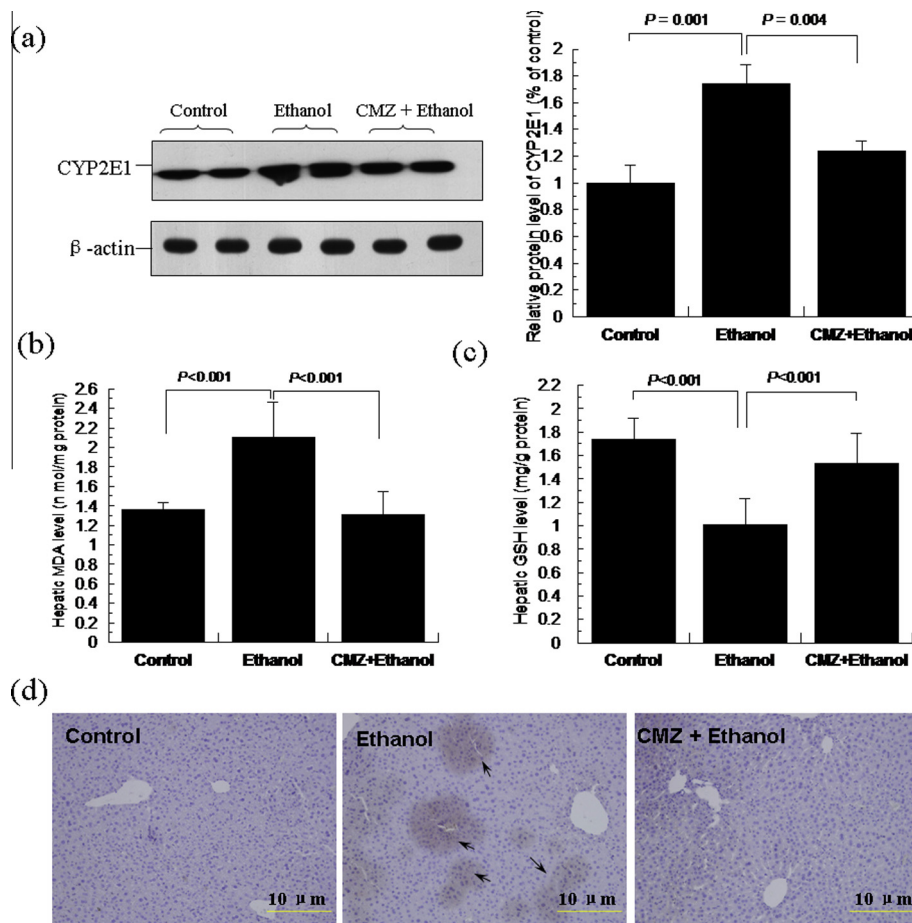 (a)
Control Ethanol CMZ + Ethanol
CYP2E1
β -actin
Relative protein level of CYP2E1 (% of control)
P = 0.001 P = 0.004
2
1.8
1.6
1.4
1.2
1
0.8
0.6
0.4
0.2
0
Control Ethanol CMZ+Ethanol
(b)
Hepatic MDA level (n mol/mg protein)
P<0.001 P<0.001
2.6
2.4
2.2
2
1.8
1.6
1.4
1.2
1
0.8
0.6
0.4
0.2
0
Control Ethanol CMZ+Ethanol
(c)
Hepatic GSH level (mg/g protein)
P<0.001 P<0.001
2.2
2
1.8
1.6
1.4
1.2
1
0.8
0.6
0.4
0.2
0
Control Ethanol CMZ+Ethanol
(d)
Control
10 μm
Ethanol
10 μm
CMZ + Ethanol
10 μm